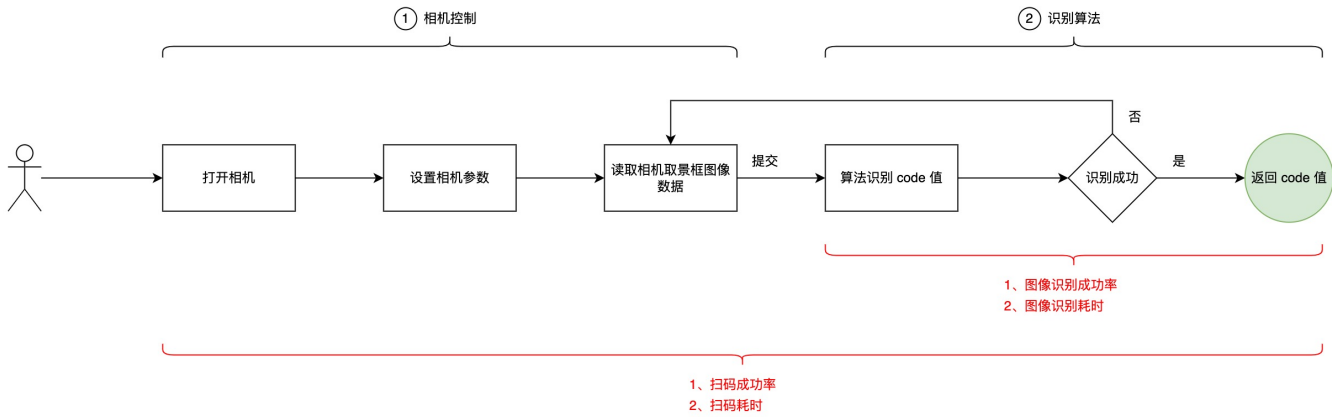 ① 相机控制
② 识别算法
否
打开相机
设置相机参数
读取相机取景框图像
数据
提交
算法识别 code 值
识别成功
是
返回 code 值
1、图像识别成功率
2、图像识别耗时
1、扫码成功率
2、扫码耗时